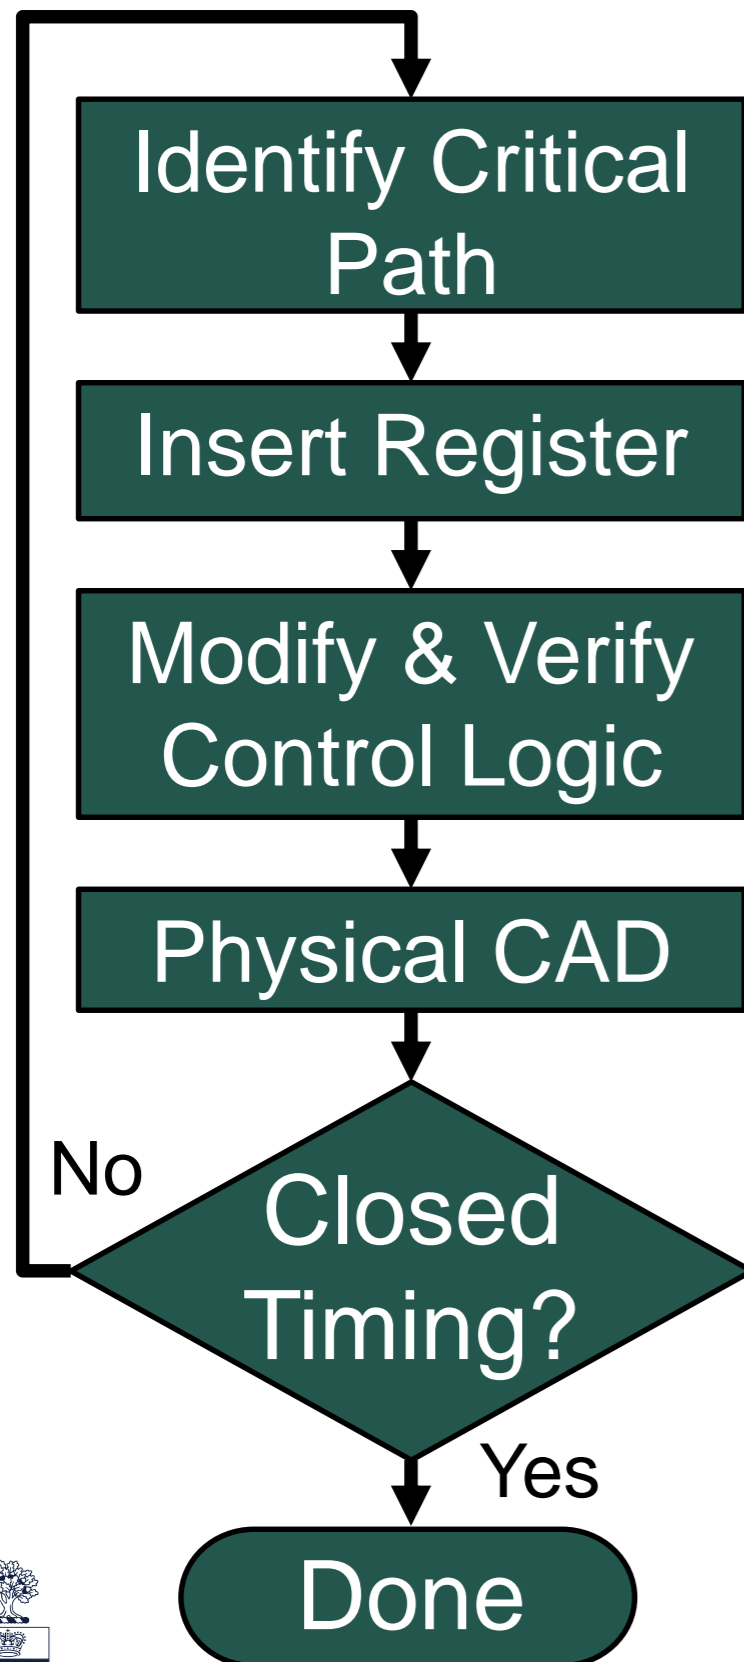 Identify Critical
Path
Insert Register
Modify & Verify
Control Logic
Physical CAD
No
Closed
Timing?
Yes
Done